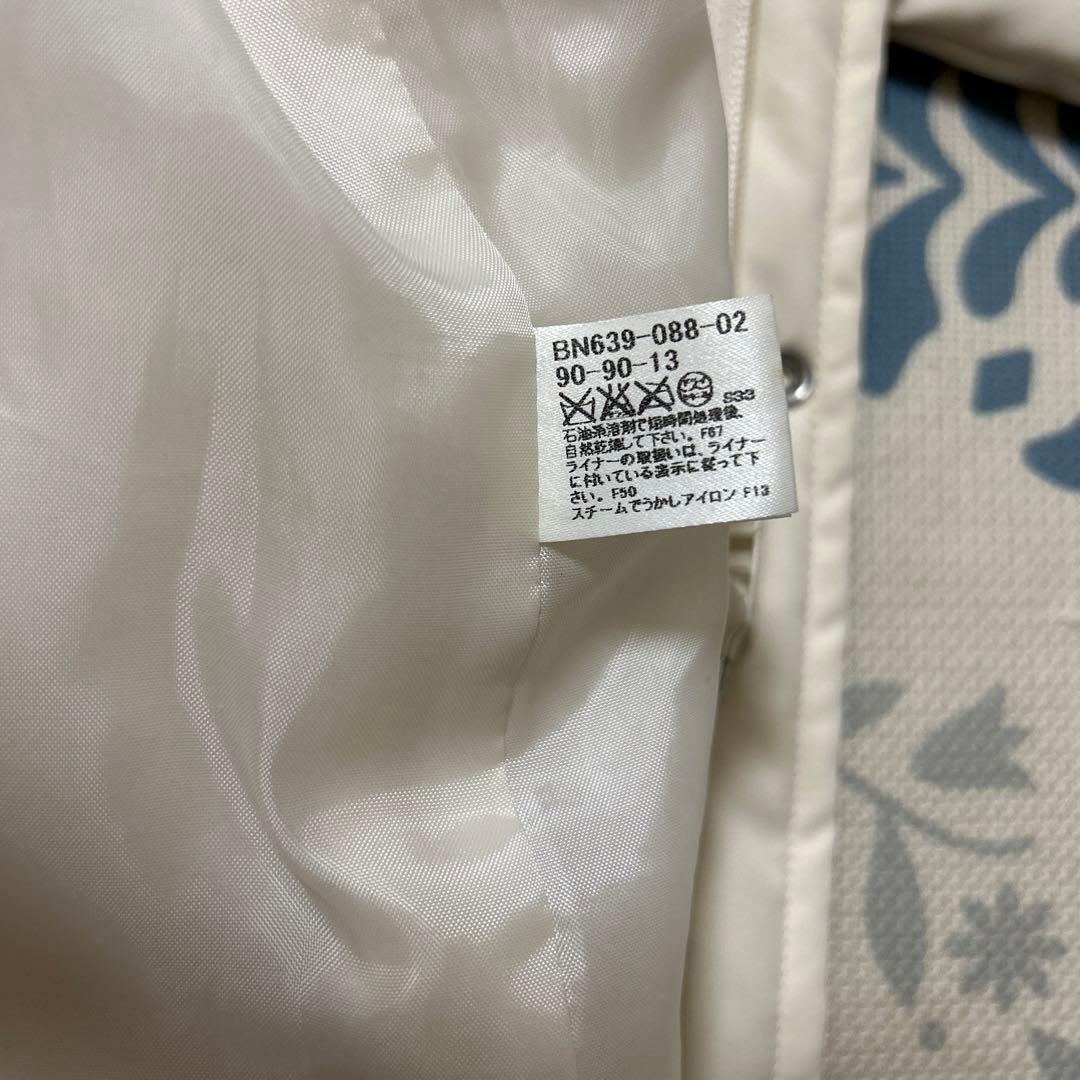 BN639-088-02
90-90-13
S33
石油系溶剤で短時間処理後、
自然乾燥して下さい。F67
ライナーの取扱いは、ライナー
に付いている表示に従って下
さい。F50
スチームでうかしアイロン F13